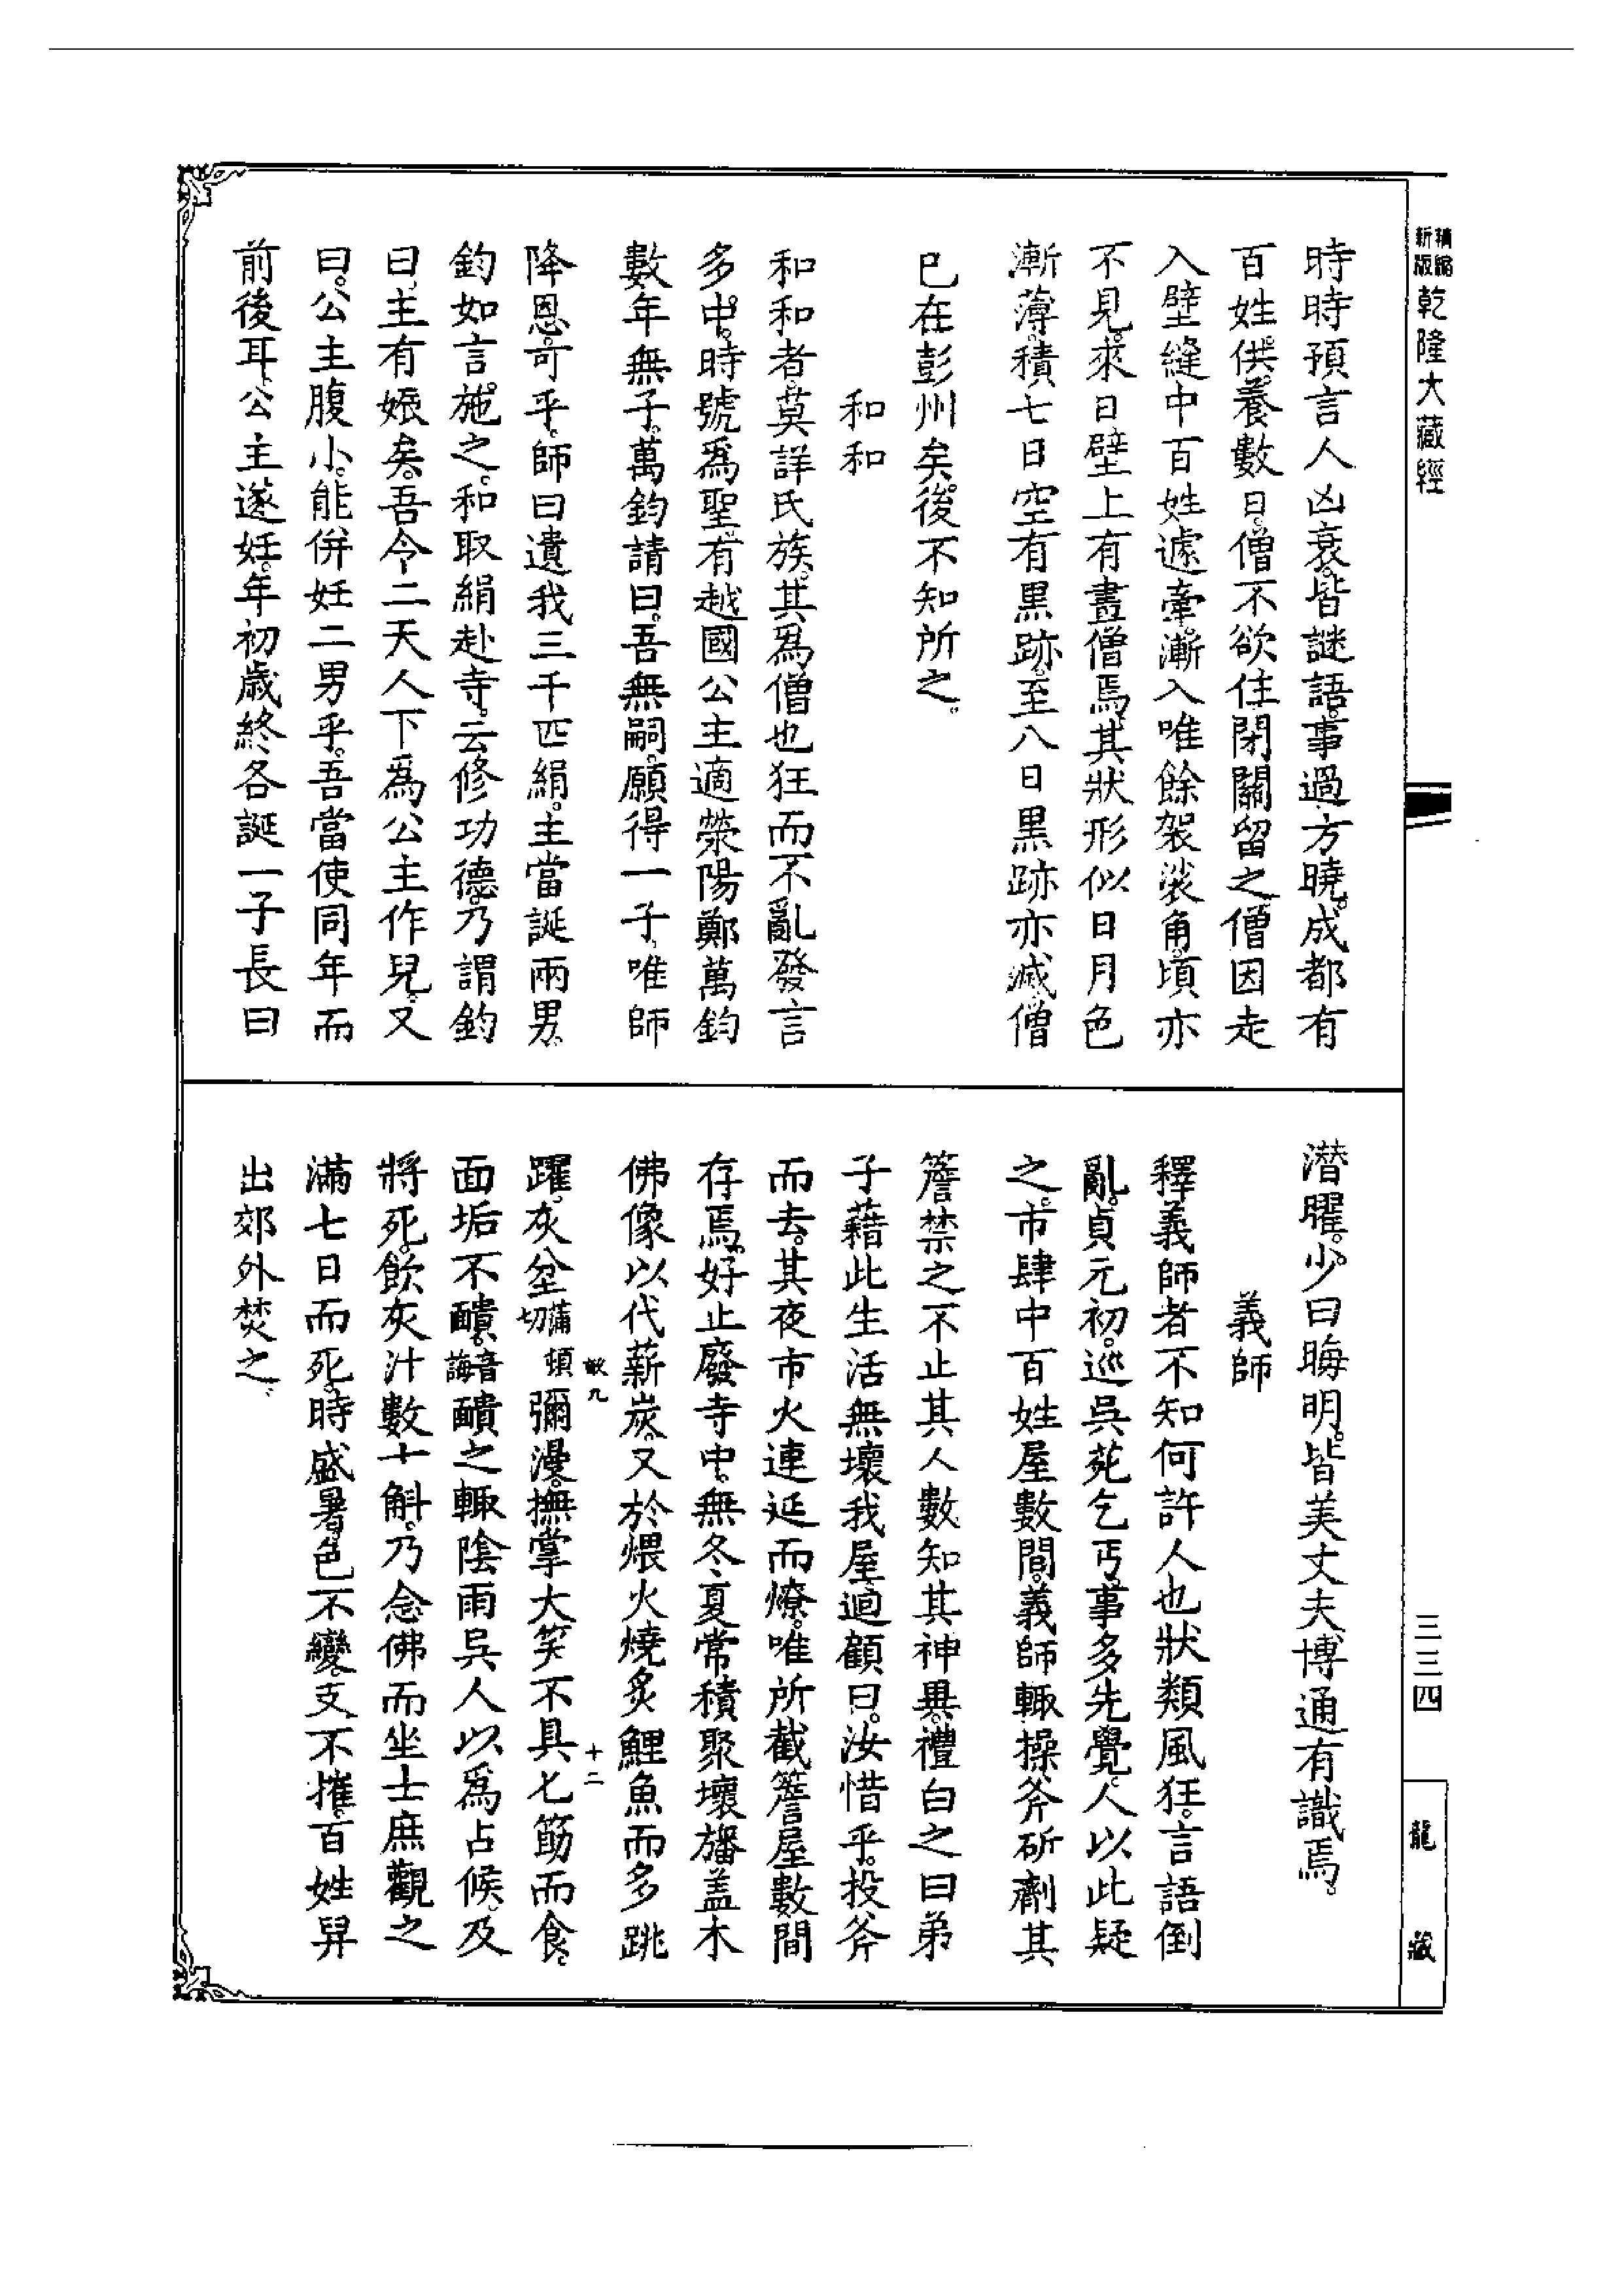 精縮新版乾隆大藏經
三三四
龍藏
時時預言人凶衰。皆謎語。事過方曉。成都有
百姓。供養數日。僧不欲住。閉關留之。僧因走
入壁縫中。百姓遽牽。漸入唯餘袈裟角。頃亦
不見。來日壁上有畫僧焉。其狀形似日月色
漸薄。積七日空有黑跡。至八日黑跡亦滅。僧
已在彭州矣。後不知所之。
和和
和和者。莫詳氏族。其爲僧也狂而不亂發言
多中。時號爲聖。有越國公主適滎陽鄭萬鈞
數年無子。萬鈞請曰。吾無嗣。願得一子。唯師
降恩。可乎。師曰遺我三千匹絹。主當誕兩男。
鈞如言施之。和取絹赴寺。云修功德。乃謂鈞
曰。主有娠矣。吾令二天人下爲公主作兒。又
曰。公主腹小。能併妊二男乎。吾當使同年而
前後耳。公主遂妊。年初歲終各誕一子長曰
潛曜。少曰晦明。皆美丈夫博通有識焉。
義師
釋義師者不知何許人也狀類風狂。言語倒
亂。貞元初。巡吳苑乞丐。事多先覺。人以此疑
之。市肆中百姓屋數間。義師輒操斧斫劑其
簷禁之不止其人數知其神異。禮白之曰弟
子藉此生活無壞我屋。迴顧曰。汝惜乎。投斧
而去。其夜市火連延而燎。唯所截簷屋數間
存焉。好止廢寺中。無冬夏常積聚壞旛盖木
佛像以代薪炭。又於煨火燒炙鯉魚而多跳
躍。灰坌蒲頓切彌漫。撫掌大笑不具匕筯而食。
畝九
十二
面垢不靧。音誨靧之輒陰雨吳人以爲占候。及
將死。飲灰汁數十斛。乃念佛而坐士庶觀之
滿七日而死。時盛暑色不變。支不摧。百姓舁
出郊外焚之。